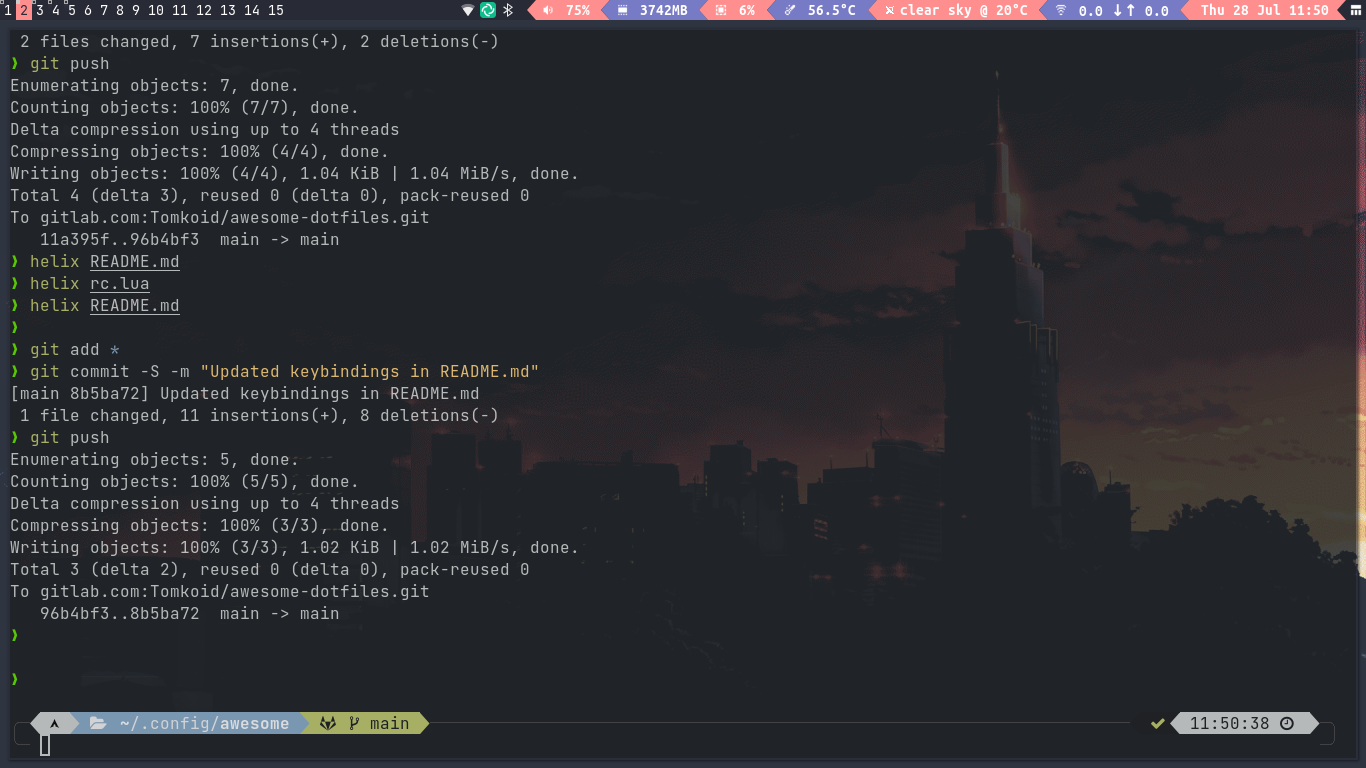 1 2 3 4 5 6 7 8 9 10 11 12 13 14 15 75% 3742MB 6% 56.5°C clear sky @ 20°C 0.0 ↓↑ 0.0 Thu 28 Jul 11:50
2 files changed, 7 insertions(+), 2 deletions(-)
❯ git push
Enumerating objects: 7, done.
Counting objects: 100% (7/7), done.
Delta compression using up to 4 threads
Compressing objects: 100% (4/4), done.
Writing objects: 100% (4/4), 1.04 KiB | 1.04 MiB/s, done.
Total 4 (delta 3), reused 0 (delta 0), pack-reused 0
To gitlab.com:Tomkoid/awesome-dotfiles.git
11a395f..96b4bf3 main -> main
❯ helix README.md
❯ helix rc.lua
❯ helix README.md
❯
❯ git add *
❯ git commit -S -m "Updated keybindings in README.md"
[main 8b5ba72] Updated keybindings in README.md
1 file changed, 11 insertions(+), 8 deletions(-)
❯ git push
Enumerating objects: 5, done.
Counting objects: 100% (5/5), done.
Delta compression using up to 4 threads
Compressing objects: 100% (3/3), done.
Writing objects: 100% (3/3), 1.02 KiB | 1.02 MiB/s, done.
Total 3 (delta 2), reused 0 (delta 0), pack-reused 0
To gitlab.com:Tomkoid/awesome-dotfiles.git
96b4bf3..8b5ba72 main -> main
❯
❯
~/.config/awesome main ✔ 11:50:38